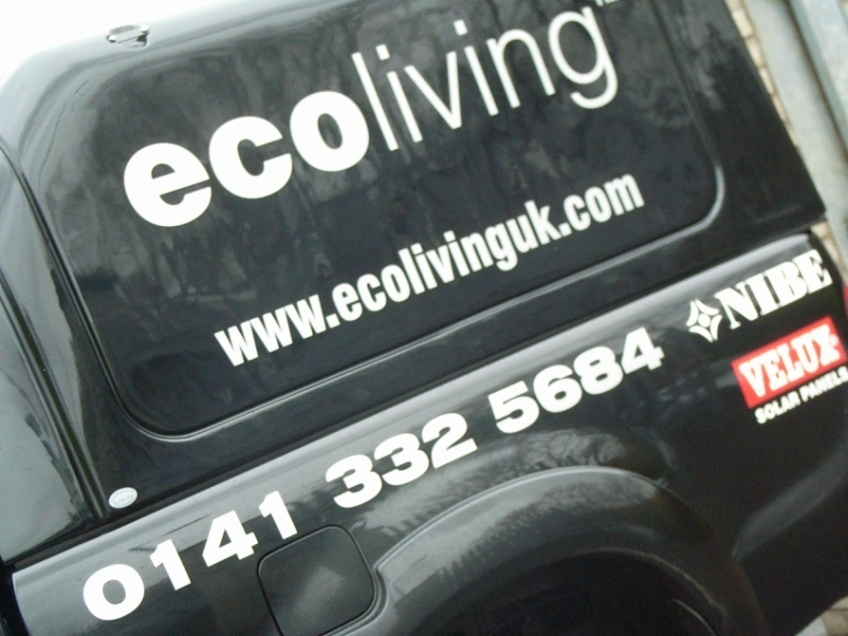 ecoliving
www.ecolivinguk.com
0141 332 5684
NIBE
VELUX
SOLAR PANELS